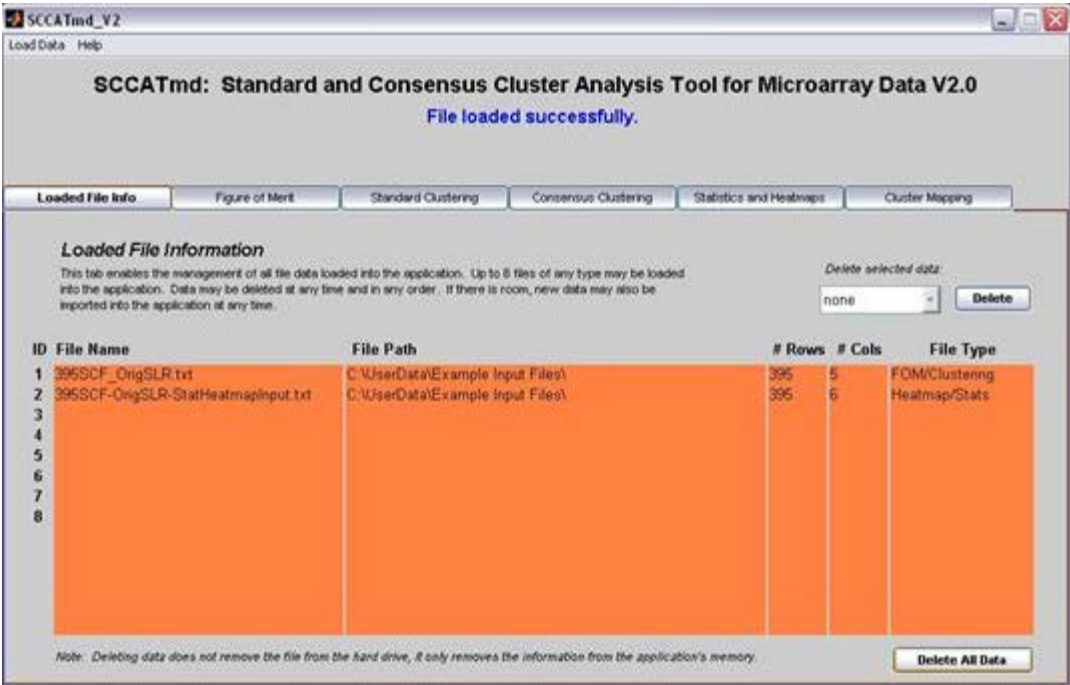 SCCATmd_V2
Load Data Help
SCCATmd: Standard and Consensus Cluster Analysis Tool for Microarray Data V2.0
File loaded successfully.
Loaded File Info Figure of Merit Standard Clustering Consensus Clustering Statistics and Heatmaps Cluster Mapping
Loaded File Information
This tab enables the management of all file data loaded into the application. Up to 8 files of any type may be loaded
into the application. Data may be deleted at any time and in any order. If there is room, new data may also be
imported into the application at any time.
Delete selected data:
none Delete
ID File Name File Path # Rows # Cols File Type
1 395SCF_OrigSLR.txt C:\UserData\Example Input Files\ 395 5 FOM/Clustering
2 395SCF-OrigSLR-StatHeatmapInput.txt C:\UserData\Example Input Files\ 395 6 Heatmap/Stats
3
4
5
6
7
8
Note: Deleting data does not remove the file from the hard drive, it only removes the information from the application's memory.
Delete All Data